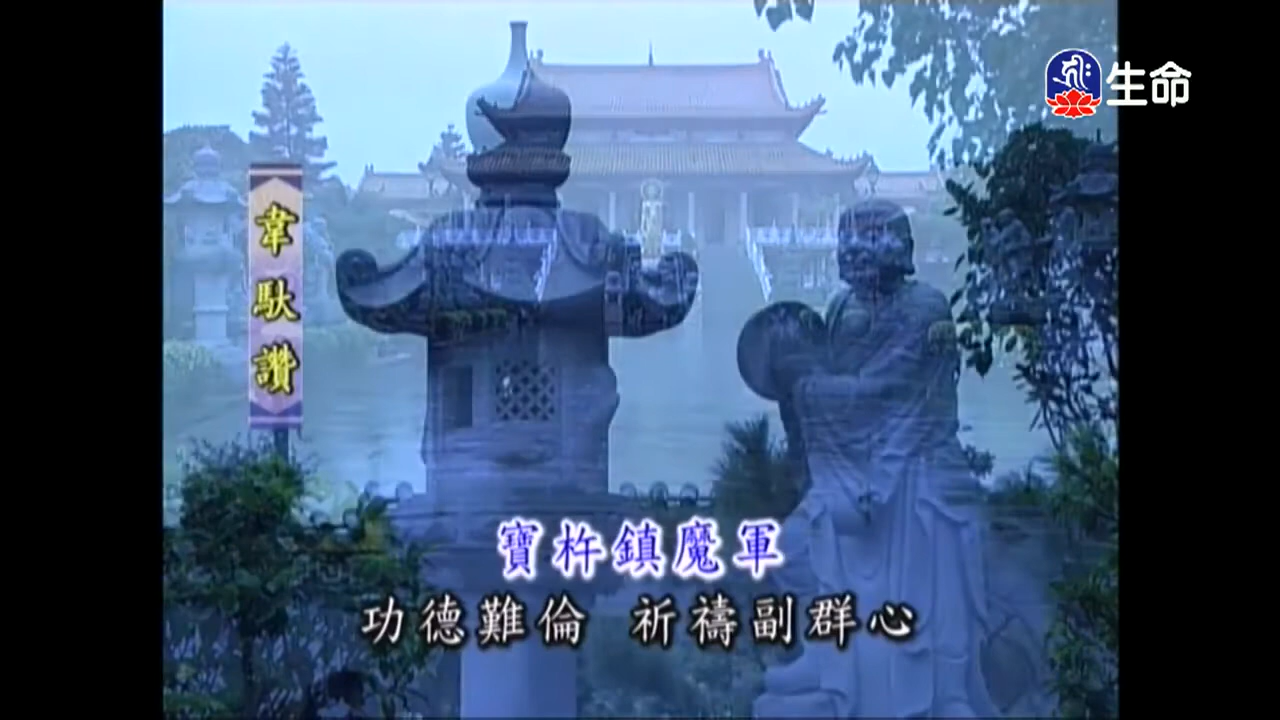 生命
韋馱讚
寶杵鎮魔軍
功德難倫 祈禱副群心